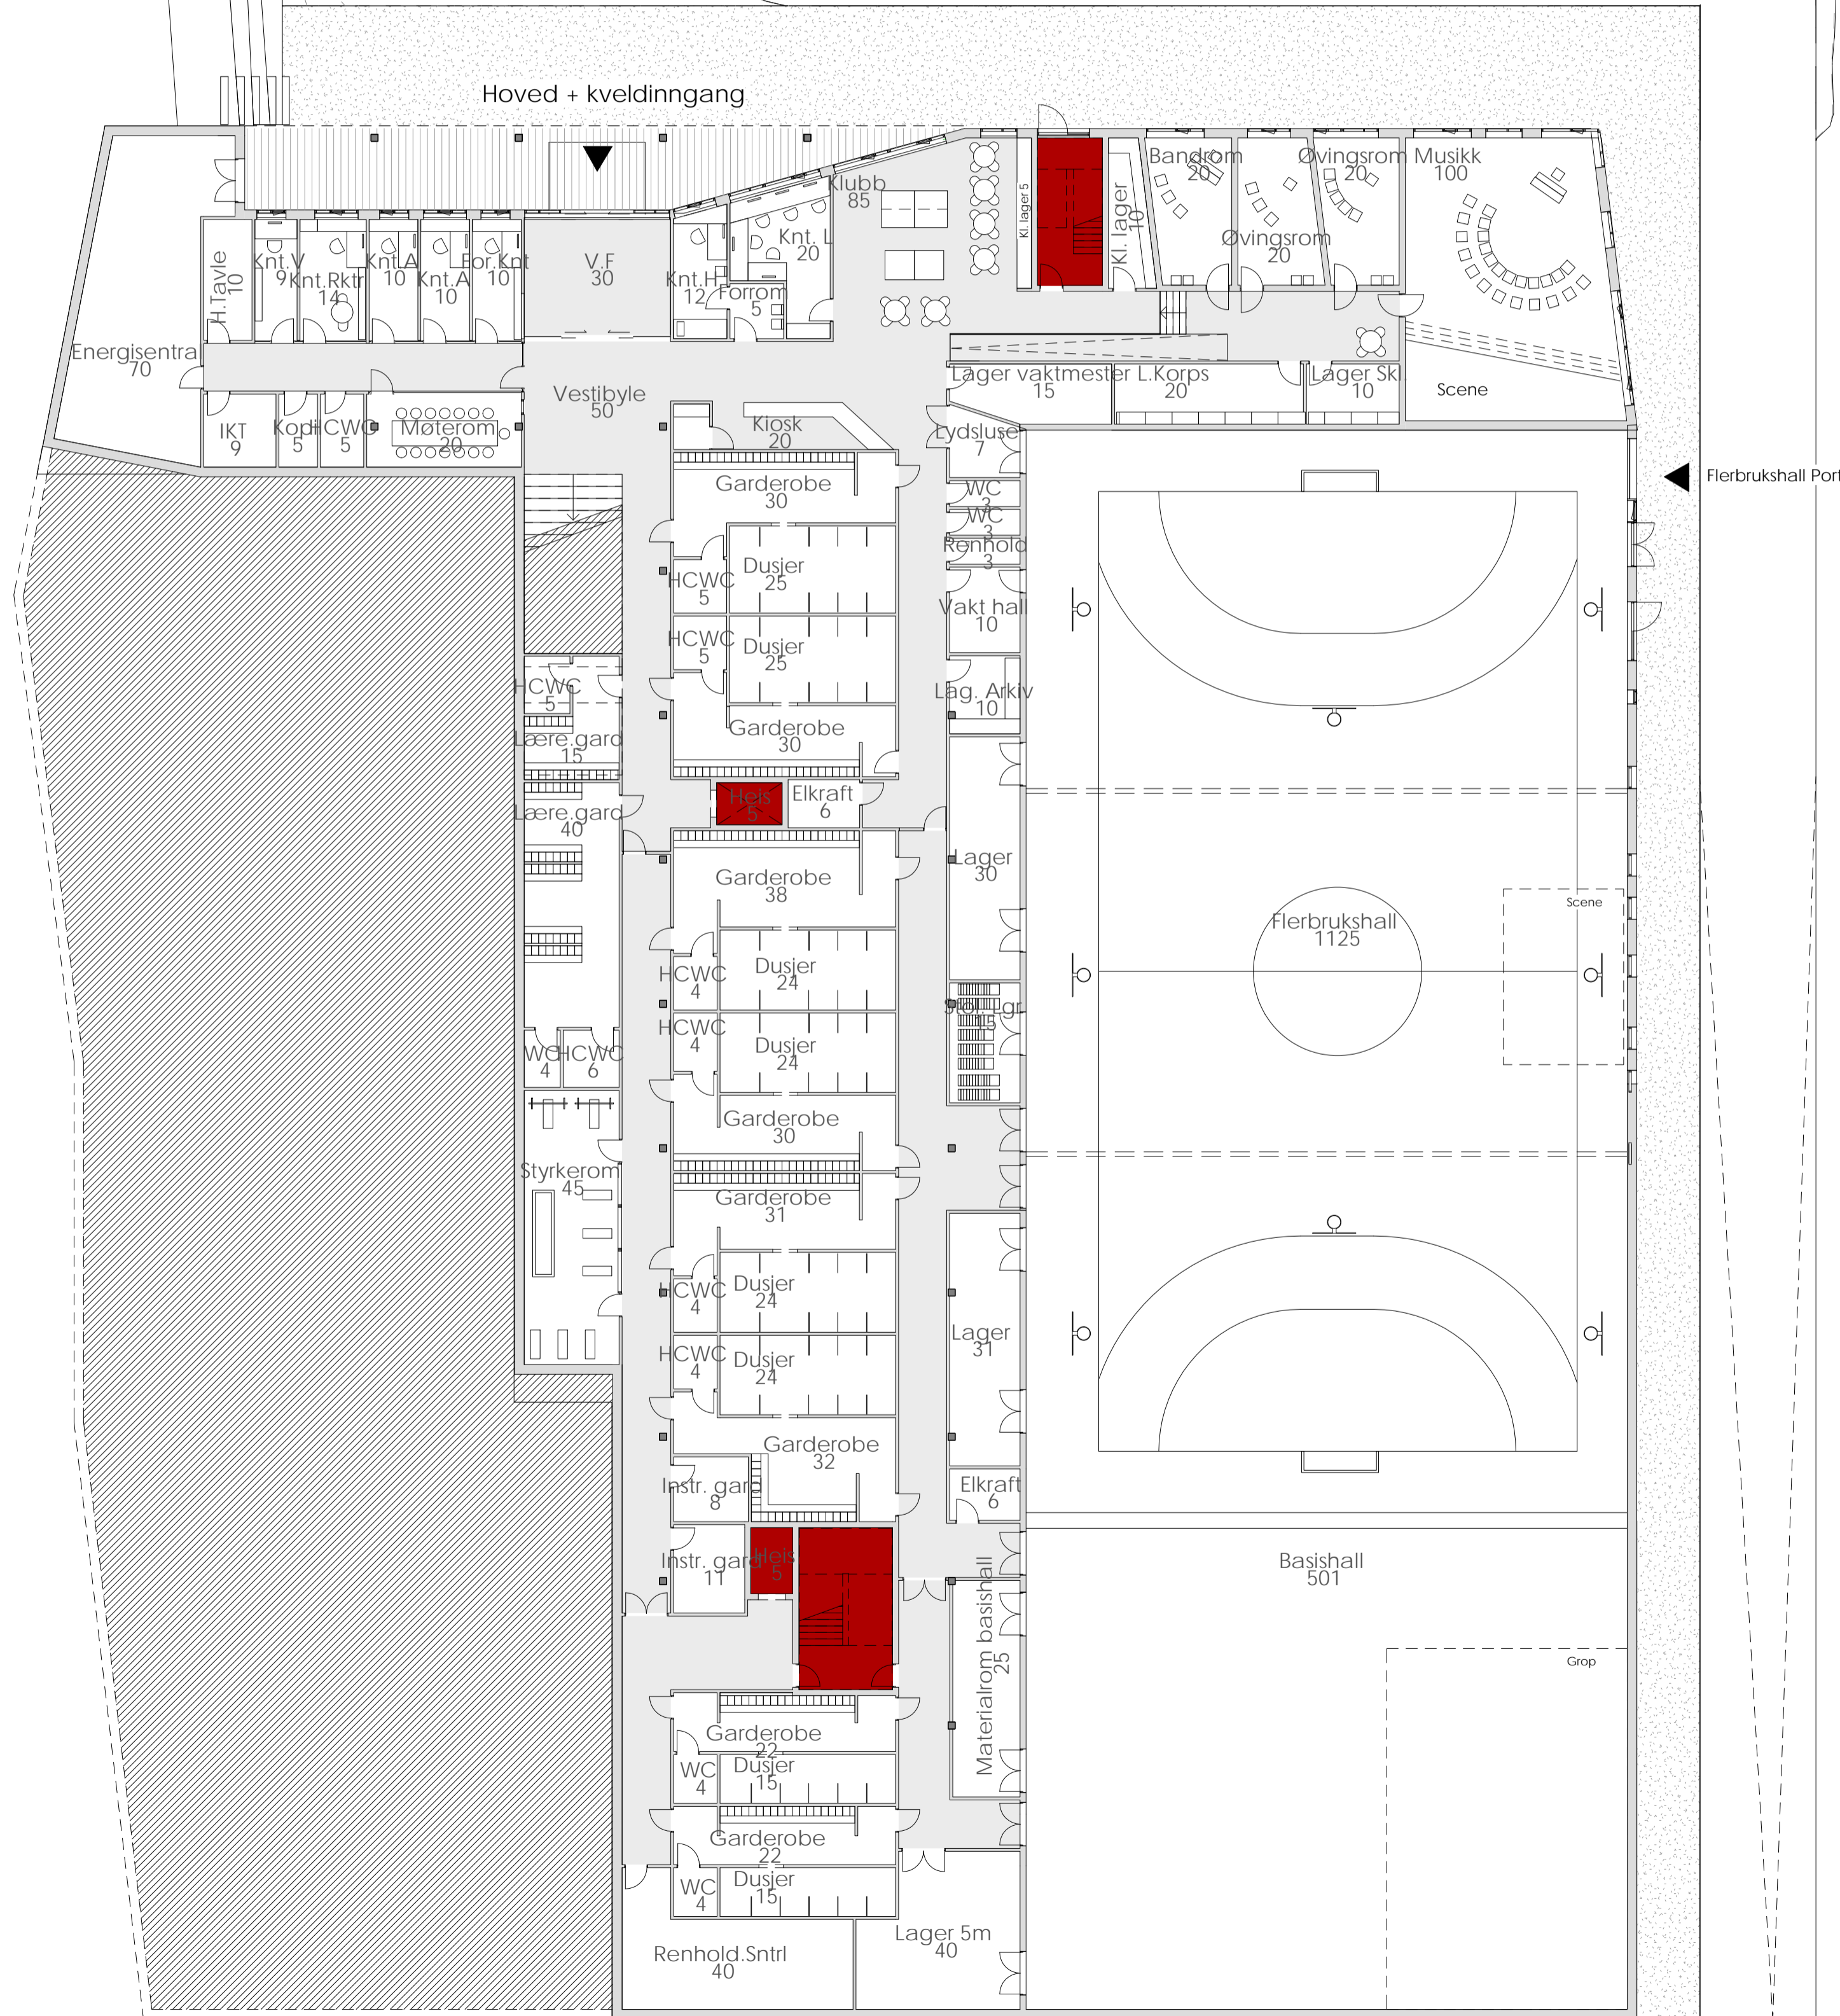 Hoved + kveldinngang
Klubb
85
Kl. lager 5
Kl. lager
10
Bandrom
20
Øvingsrom
20
Øvingsrom
20
Musikk
100
H.Tavle
10
Knt.V
9
Knt.Rktr
14
Knt.A
10
Knt.A
10
For.Knt
10
V.F
30
Knt.H
12
Knt. L
20
Forrom
5
Energisentral
70
Vestibyle
50
Lager vaktmester
15
L.Korps
20
Lager Skl.
10
Scene
IKT
9
Kopi
5
HCWC
5
Møterom
20
Kiosk
20
Lydsluse
7
Flerbrukshall Port
Garderobe
30
WC
3
WC
3
Renhold
3
HCWC
5
Dusjer
25
Vakt hall
10
HCWC
5
Dusjer
25
HCWC
5
Lag. Arkiv
10
Lære.gard
15
Garderobe
30
Heis
5
Elkraft
6
Lære.gard
40
Garderobe
38
Lager
30
Scene
Flerbrukshall
1125
HCWC
4
Dusjer
24
Stol. Lgr
15
HCWC
4
Dusjer
24
WC
4
HCWC
6
Garderobe
30
Styrkerom
45
Garderobe
31
HCWC
4
Dusjer
24
Lager
31
HCWC
4
Dusjer
24
Garderobe
32
Instr. gard
8
Elkraft
6
Instr. gard
11
Heis
5
Basishall
501
Materialrom basishall
25
Grop
Garderobe
22
WC
4
Dusjer
15
Garderobe
22
WC
4
Dusjer
15
Renhold.Sntrl
40
Lager 5m
40